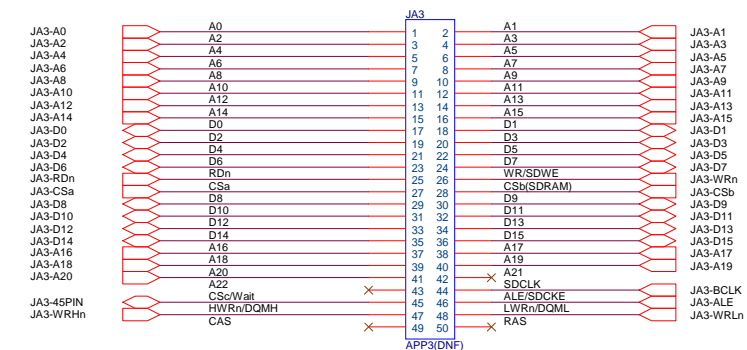 JA3
JA3-A0 A0 1 2 A1 JA3-A1
JA3-A2 A2 3 4 A3 JA3-A3
JA3-A4 A4 5 6 A5 JA3-A5
JA3-A6 A6 7 8 A7 JA3-A7
JA3-A8 A8 9 10 A9 JA3-A9
JA3-A10 A10 11 12 A11 JA3-A11
JA3-A12 A12 13 14 A13 JA3-A13
JA3-A14 A14 15 16 A15 JA3-A15
JA3-D0 D0 17 18 D1 JA3-D1
JA3-D2 D2 19 20 D3 JA3-D3
JA3-D4 D4 21 22 D5 JA3-D5
JA3-D6 D6 23 24 D7 JA3-D7
JA3-RDn RDn 25 26 WR/SDWE JA3-WRn
JA3-CSa CSa 27 28 CSb(SDRAM) JA3-CSb
JA3-D8 D8 29 30 D9 JA3-D9
JA3-D10 D10 31 32 D11 JA3-D11
JA3-D12 D12 33 34 D13 JA3-D13
JA3-D14 D14 35 36 D15 JA3-D15
JA3-A16 A16 37 38 A17 JA3-A17
JA3-A18 A18 39 40 A19 JA3-A19
JA3-A20 A20 41 42 A21
A22 43 44 SDCLK JA3-BCLK
JA3-45PIN CSc/Wait 45 46 ALE/SDCKE JA3-ALE
JA3-WRHn HWRn/DQMH 47 48 LWRn/DQML JA3-WRLn
CAS 49 50 RAS
APP3(DNF)